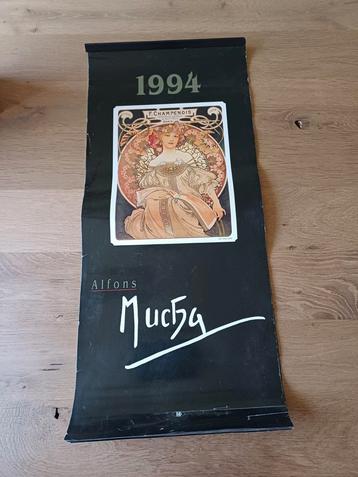 1994
F. CHAMPENOIS
Alfons
Mucha